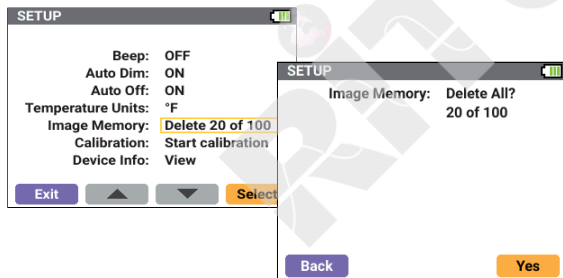 SETUP
Beep: OFF
Auto Dim: ON
Auto Off: ON
Temperature Units: °F
Image Memory: Delete 20 of 100
Calibration: Start calibration
Device Info: View
Exit
Select
SETUP
Image Memory: Delete All?
20 of 100
Back
Yes